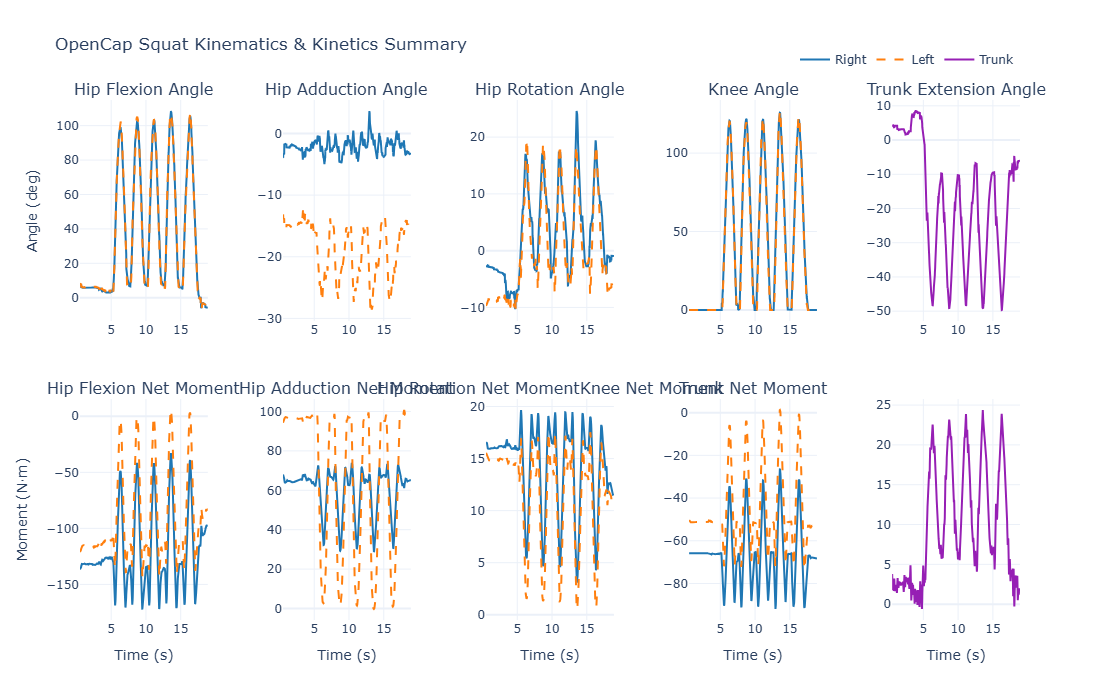 OpenCap Squat Kinematics & Kinetics Summary
Right Left Trunk
Hip Flexion Angle Hip Adduction Angle Hip Rotation Angle Knee Angle Trunk Extension Angle
Angle (deg)
100
80
60
40
20
0
5 10 15
0
−10
−20
−30
5 10 15
20
10
0
−10
5 10 15
100
50
0
5 10 15
10
0
−10
−20
−30
−40
−50
5 10 15
Hip Flexion Net Moment Hip Adduction Net Moment Hip Rotation Net Moment Knee Net Moment Trunk Net Moment
Moment (N·m)
0
−50
−100
−150
5 10 15
Time (s)
100
80
60
40
20
0
5 10 15
Time (s)
20
15
10
5
0
5 10 15
Time (s)
0
−20
−40
−60
−80
5 10 15
Time (s)
25
20
15
10
5
0
5 10 15
Time (s)